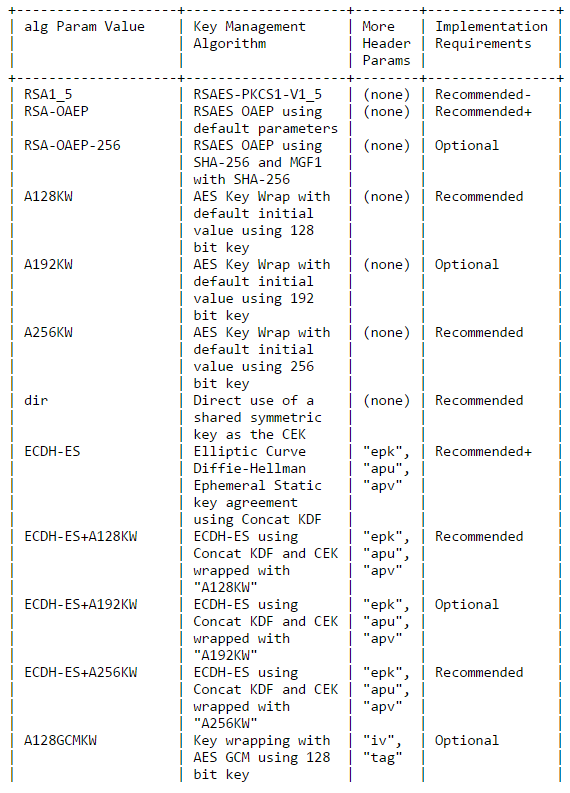 +--------------------+--------------------+--------+----------------+
| alg Param Value    | Key Management     | More   | Implementation |
|                    | Algorithm          | Header | Requirements   |
|                    |                    | Params |                |
+--------------------+--------------------+--------+----------------+
| RSA1_5             | RSAES-PKCS1-V1_5   | (none) | Recommended-   |
| RSA-OAEP           | RSAES OAEP using   | (none) | Recommended+   |
|                    | default parameters |        |                |
| RSA-OAEP-256       | RSAES OAEP using   | (none) | Optional       |
|                    | SHA-256 and MGF1   |        |                |
|                    | with SHA-256       |        |                |
| A128KW             | AES Key Wrap with  | (none) | Recommended    |
|                    | default initial    |        |                |
|                    | value using 128    |        |                |
|                    | bit key            |        |                |
| A192KW             | AES Key Wrap with  | (none) | Optional       |
|                    | default initial    |        |                |
|                    | value using 192    |        |                |
|                    | bit key            |        |                |
| A256KW             | AES Key Wrap with  | (none) | Recommended    |
|                    | default initial    |        |                |
|                    | value using 256    |        |                |
|                    | bit key            |        |                |
| dir                | Direct use of a    | (none) | Recommended    |
|                    | shared symmetric   |        |                |
|                    | key as the CEK     |        |                |
| ECDH-ES            | Elliptic Curve     | "epk", | Recommended+   |
|                    | Diffie-Hellman     | "apu", |                |
|                    | Ephemeral Static   | "apv"  |                |
|                    | key agreement      |        |                |
|                    | using Concat KDF   |        |                |
| ECDH-ES+A128KW     | ECDH-ES using      | "epk", | Recommended    |
|                    | Concat KDF and CEK | "apu", |                |
|                    | wrapped with       | "apv"  |                |
|                    | "A128KW"           |        |                |
| ECDH-ES+A192KW     | ECDH-ES using      | "epk", | Optional       |
|                    | Concat KDF and CEK | "apu", |                |
|                    | wrapped with       | "apv"  |                |
|                    | "A192KW"           |        |                |
| ECDH-ES+A256KW     | ECDH-ES using      | "epk", | Recommended    |
|                    | Concat KDF and CEK | "apu", |                |
|                    | wrapped with       | "apv"  |                |
|                    | "A256KW"           |        |                |
| A128GCMKW          | Key wrapping with  | "iv",  | Optional       |
|                    | AES GCM using 128  | "tag"  |                |
|                    | bit key            |        |                |